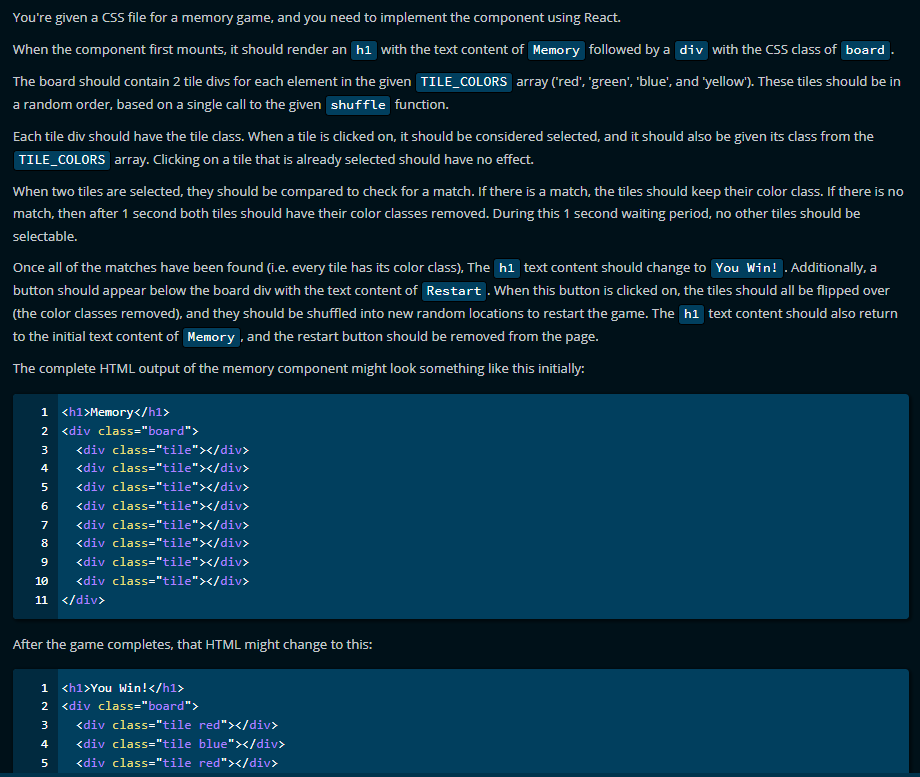 You're given a CSS file for a memory game, and you need to implement the component using React.
When the component first mounts, it should render an h1 with the text content of Memory followed by a div with the CSS class of board .
The board should contain 2 tile divs for each element in the given TILE_COLORS array ('red', 'green', 'blue', and 'yellow'). These tiles should be in
a random order, based on a single call to the given shuffle function.
Each tile div should have the tile class. When a tile is clicked on, it should be considered selected, and it should also be given its class from the
TILE_COLORS array. Clicking on a tile that is already selected should have no effect.
When two tiles are selected, they should be compared to check for a match. If there is a match, the tiles should keep their color class. If there is no
match, then after 1 second both tiles should have their color classes removed. During this 1 second waiting period, no other tiles should be
selectable.
Once all of the matches have been found (i.e. every tile has its color class), The h1 text content should change to You Win! . Additionally, a
button should appear below the board div with the text content of Restart . When this button is clicked on, the tiles should all be flipped over
(the color classes removed), and they should be shuffled into new random locations to restart the game. The h1 text content should also return
to the initial text content of Memory , and the restart button should be removed from the page.
The complete HTML output of the memory component might look something like this initially:
1 <h1>Memory</h1>
2 <div class="board">
3 <div class="tile"></div>
4 <div class="tile"></div>
5 <div class="tile"></div>
6 <div class="tile"></div>
7 <div class="tile"></div>
8 <div class="tile"></div>
9 <div class="tile"></div>
10 <div class="tile"></div>
11 </div>
After the game completes, that HTML might change to this:
1 <h1>You Win!</h1>
2 <div class="board">
3 <div class="tile red"></div>
4 <div class="tile blue"></div>
5 <div class="tile red"></div>